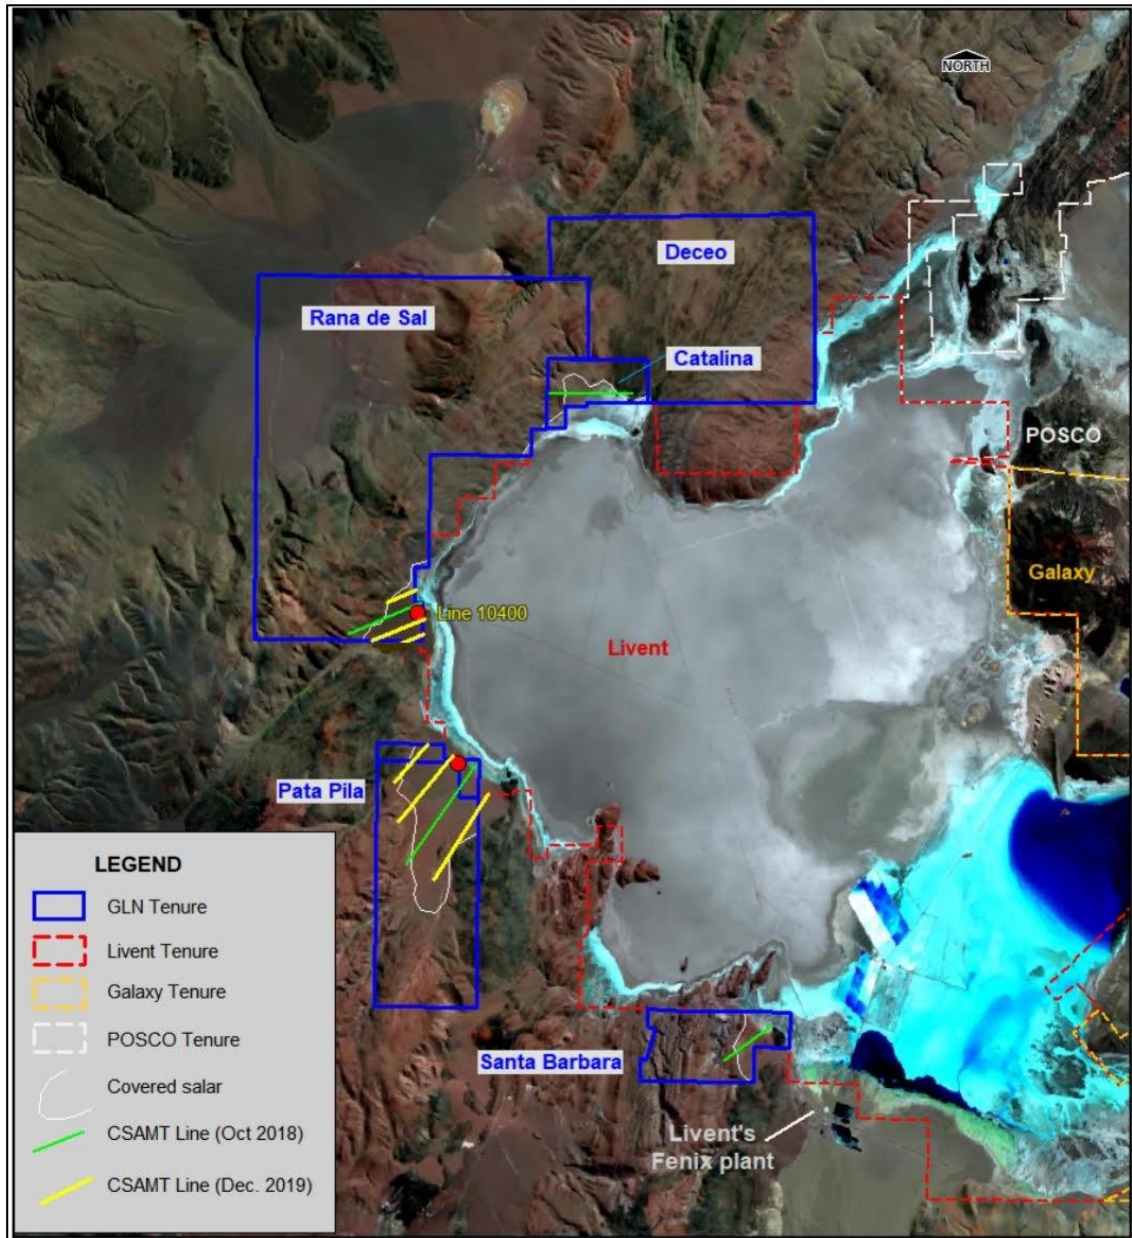 NORTH
Deceo
Rana de Sal
Catalina
POSCO
Galaxy
Line 10400
Livent
Pata Pila
LEGEND
GLN Tenure
Livent Tenure
Galaxy Tenure
POSCO Tenure
Covered salar
CSAMT Line (Oct 2018)
CSAMT Line (Dec. 2019)
Santa Barbara
Livent's
Fenix plant